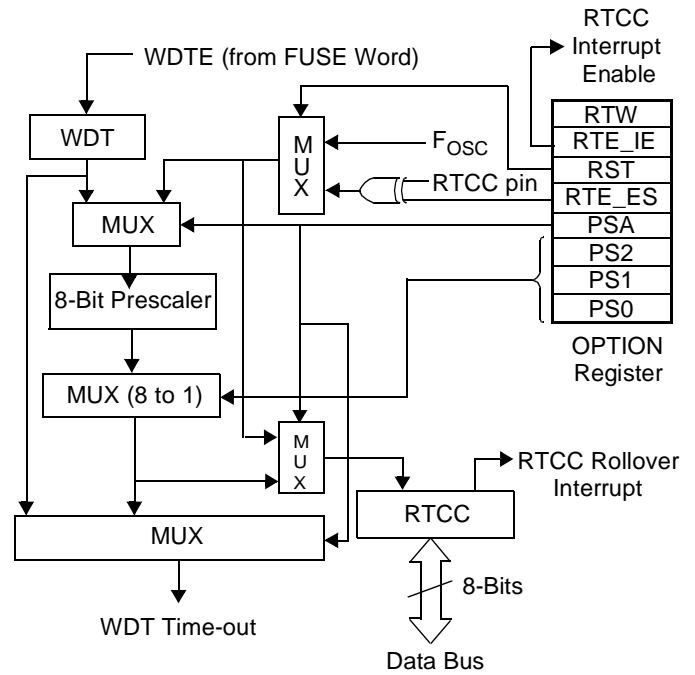 RTCC
Interrupt
Enable
WDTE (from FUSE Word)
WDT
MUX
FOSC
RTCC pin
RTW
RTE_IE
RST
RTE_ES
PSA
PS2
PS1
PS0
OPTION
Register
MUX
8-Bit Prescaler
MUX (8 to 1)
MUX
RTCC Rollover
Interrupt
RTCC
MUX
8-Bits
WDT Time-out
Data Bus